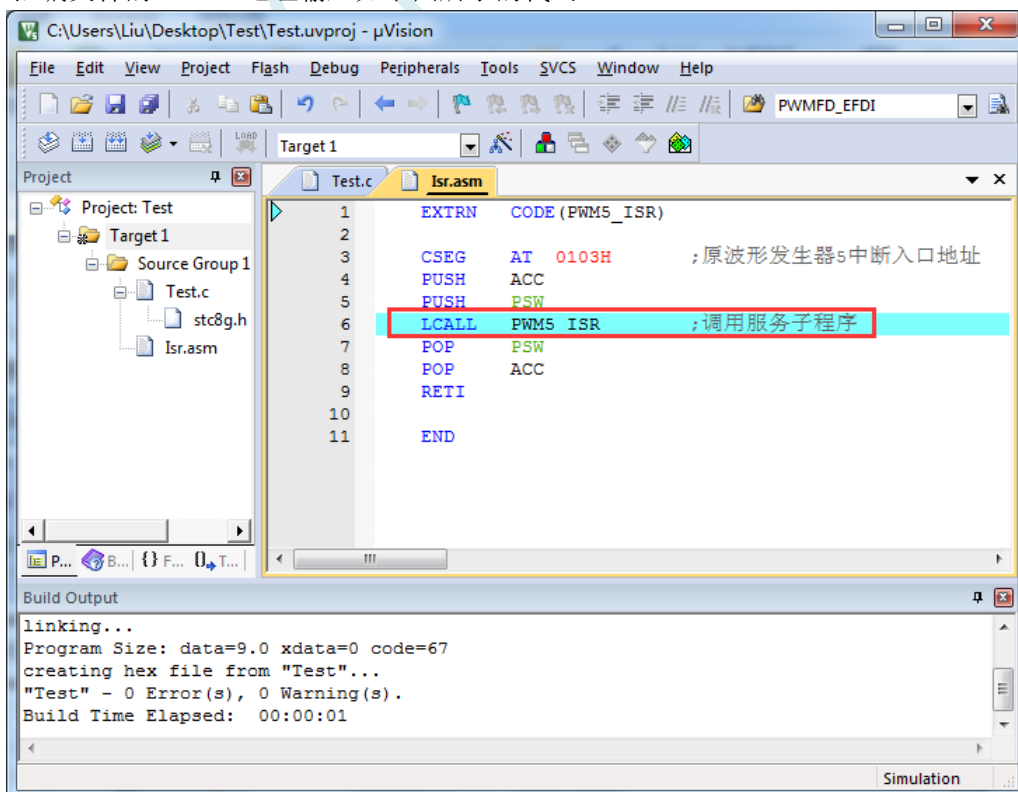 C:\Users\Liu\Desktop\Test\Test.uvproj - µVision
File Edit View Project Flash Debug Peripherals Tools SVCS Window Help
PWMFD_EFDI
LOAD Target 1
Project
Test.c Isr.asm
Project: Test
Target 1
Source Group 1
Test.c
stc8g.h
Isr.asm
1 EXTRN CODE(PWM5_ISR)
2
3 CSEG AT 0103H ;原波形发生器5中断入口地址
4 PUSH ACC
5 PUSH PSW
6 LCALL PWM5_ISR ;调用服务子程序
7 POP PSW
8 POP ACC
9 RETI
10
11 END
P... B... {} F... T...
Build Output
linking...
Program Size: data=9.0 xdata=0 code=67
creating hex file from "Test"...
"Test" - 0 Error(s), 0 Warning(s).
Build Time Elapsed: 00:00:01
Simulation